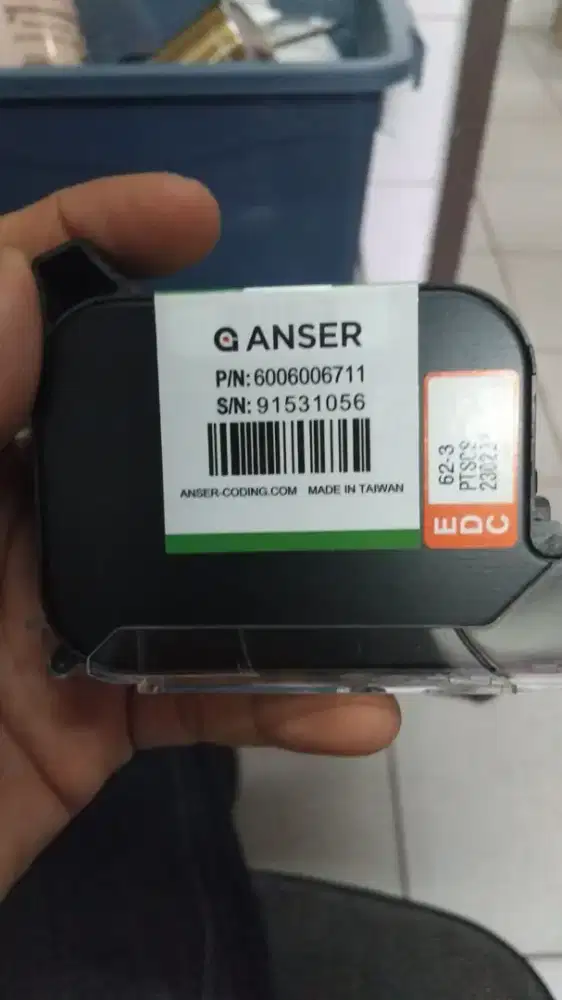 ANSER
P/N: 6006006711
S/N: 91531056
ANSER-CODING.COM MADE IN TAIWAN
62-3
EDC